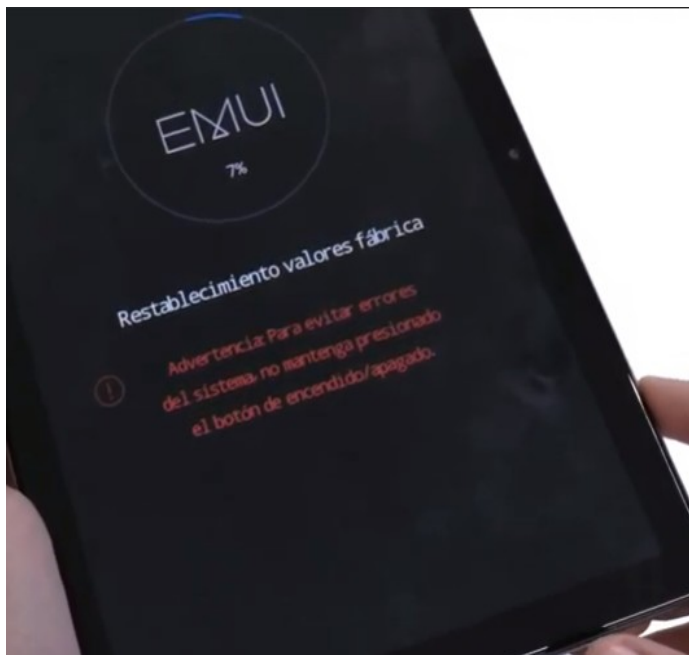 EMUI
7%
Restablecimiento valores fábrica
Advertencia: Para evitar errores
del sistema, no mantenga presionado
el botón de encendido/apagado.